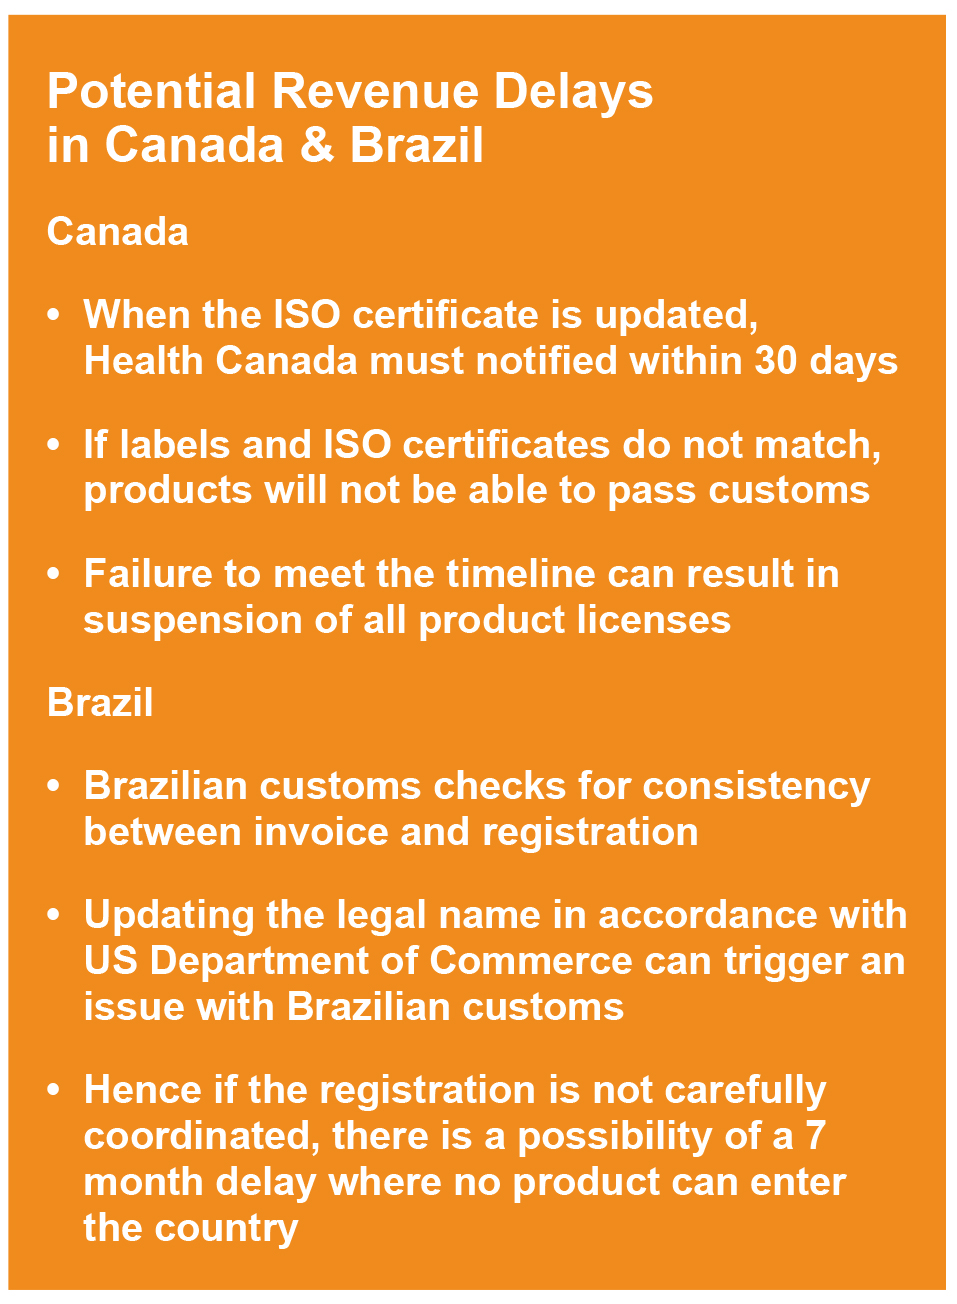 Potential Revenue Delays
in Canada & Brazil
Canada
• When the ISO certificate is updated,
Health Canada must notified within 30 days
• If labels and ISO certificates do not match,
products will not be able to pass customs
• Failure to meet the timeline can result in
suspension of all product licenses
Brazil
• Brazilian customs checks for consistency
between invoice and registration
• Updating the legal name in accordance with
US Department of Commerce can trigger an
issue with Brazilian customs
• Hence if the registration is not carefully
coordinated, there is a possibility of a 7
month delay where no product can enter
the country